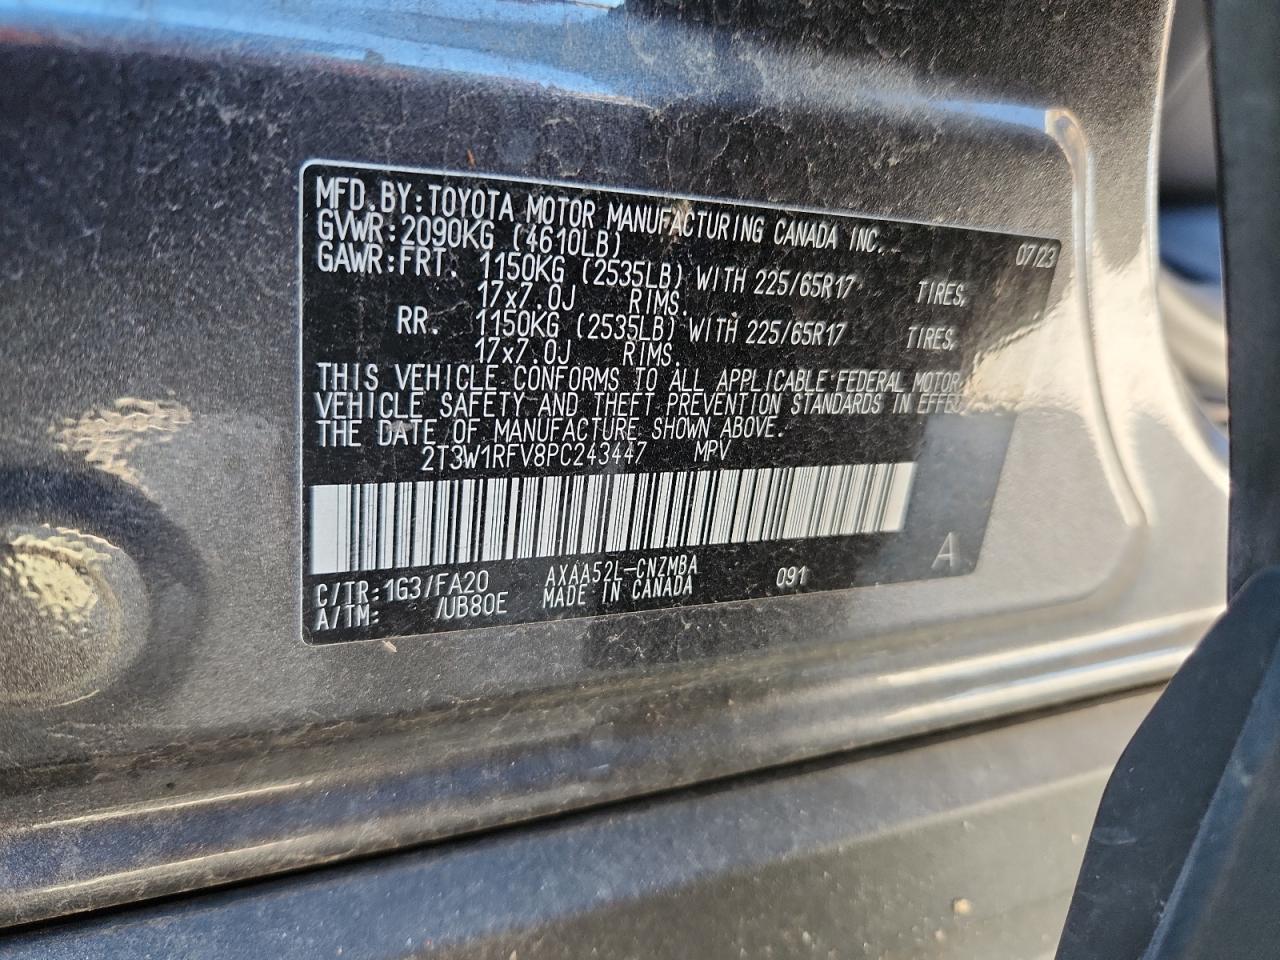 MFD.BY:TOYOTA MOTOR MANUFACTURING CANADA INC. 07/23
GVWR:2090KG (4610LB)
GAWR:FRT. 1150KG (2535LB) WITH 225/65R17 TIRES,
17x7.0J RIMS.
RR. 1150KG (2535LB) WITH 225/65R17 TIRES,
17x7.0J RIMS.
THIS VEHICLE CONFORMS TO ALL APPLICABLE FEDERAL MOTOR
VEHICLE SAFETY AND THEFT PREVENTION STANDARDS IN EFFECT
THE DATE OF MANUFACTURE SHOWN ABOVE.
2T3W1RFV8PC243447 MPV
C/TR:1G3/FA20 AXAA52L-CNZMBA 091 A
A/TM: /UB80E MADE IN CANADA